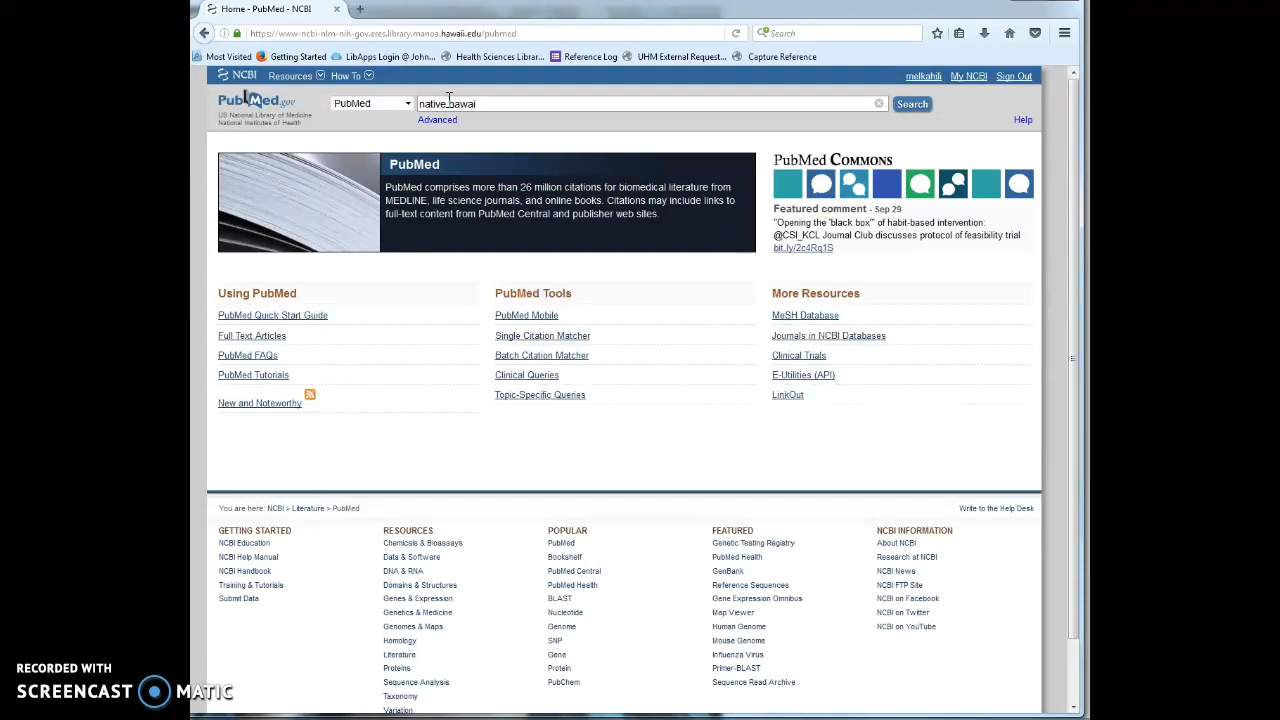 Home - PubMed - NCBI
https://www-ncbi-nlm-nih-gov.eres.library.manoa.hawaii.edu/pubmed
Search
Most Visited Getting Started LibApps Login @ John... Health Sciences Librar... Reference Log UHM External Request... Capture Reference
NCBI Resources How To melkahili My NCBI Sign Out
PubMed.gov
US National Library of Medicine
National Institutes of Health
PubMed native hawai Search
Advanced Help
PubMed
PubMed comprises more than 26 million citations for biomedical literature from
MEDLINE, life science journals, and online books. Citations may include links to
full-text content from PubMed Central and publisher web sites.
PubMed Commons
Featured comment - Sep 29
"Opening the 'black box'" of habit-based intervention:
@CSI_KCL Journal Club discusses protocol of feasibility trial
bit.ly/2c4Rq1S
Using PubMed
PubMed Quick Start Guide
Full Text Articles
PubMed FAQs
PubMed Tutorials
New and Noteworthy
PubMed Tools
PubMed Mobile
Single Citation Matcher
Batch Citation Matcher
Clinical Queries
Topic-Specific Queries
More Resources
MeSH Database
Journals in NCBI Databases
Clinical Trials
E-Utilities (API)
LinkOut
You are here: NCBI > Literature > PubMed Write to the Help Desk
GETTING STARTED
NCBI Education
NCBI Help Manual
NCBI Handbook
Training & Tutorials
Submit Data
RESOURCES
Chemicals & Bioassays
Data & Software
DNA & RNA
Domains & Structures
Genes & Expression
Genetics & Medicine
Genomes & Maps
Homology
Literature
Proteins
Sequence Analysis
Taxonomy
Variation
POPULAR
PubMed
Bookshelf
PubMed Central
PubMed Health
BLAST
Nucleotide
Genome
SNP
Gene
Protein
PubChem
FEATURED
Genetic Testing Registry
PubMed Health
GenBank
Reference Sequences
Gene Expression Omnibus
Map Viewer
Human Genome
Mouse Genome
Influenza Virus
Primer-BLAST
Sequence Read Archive
NCBI INFORMATION
About NCBI
Research at NCBI
NCBI News
NCBI FTP Site
NCBI on Facebook
NCBI on Twitter
NCBI on YouTube
RECORDED WITH
SCREENCAST MATIC